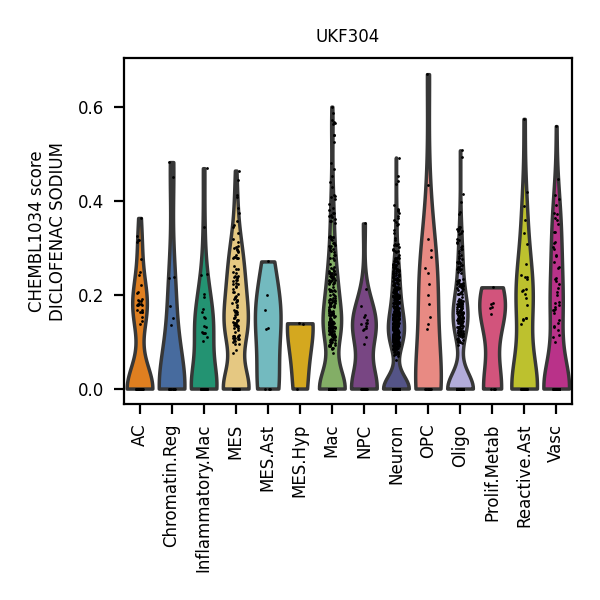 UKF304
CHEMBL1034 score
DICLOFENAC SODIUM
0.6
0.4
0.2
0.0
AC
Chromatin.Reg
Inflammatory.Mac
MES
MES.Ast
MES.Hyp
Mac
NPC
Neuron
OPC
Oligo
Prolif.Metab
Reactive.Ast
Vasc